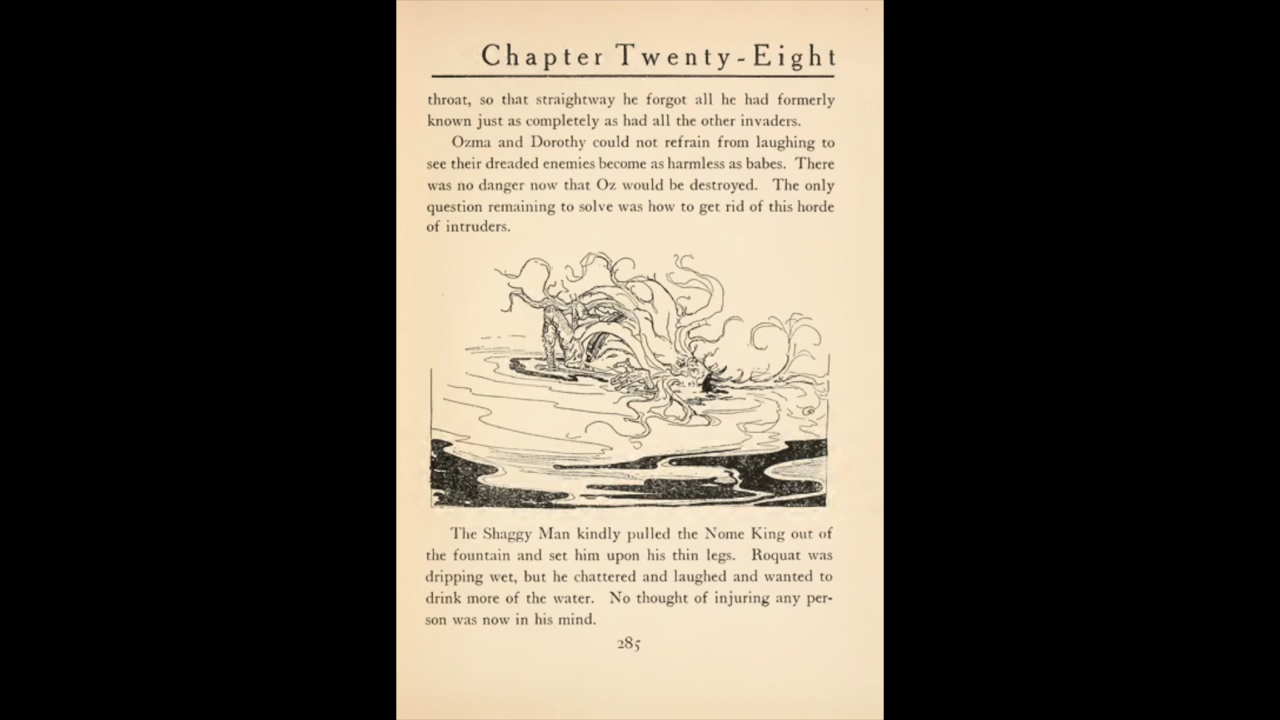 Chapter Twenty-Eight
throat, so that straightway he forgot all he had formerly
known just as completely as had all the other invaders.
Ozma and Dorothy could not refrain from laughing to
see their dreaded enemies become as harmless as babes. There
was no danger now that Oz would be destroyed. The only
question remaining to solve was how to get rid of this horde
of intruders.
The Shaggy Man kindly pulled the Nome King out of
the fountain and set him upon his thin legs. Roquat was
dripping wet, but he chattered and laughed and wanted to
drink more of the water. No thought of injuring any per-
son was now in his mind.
285